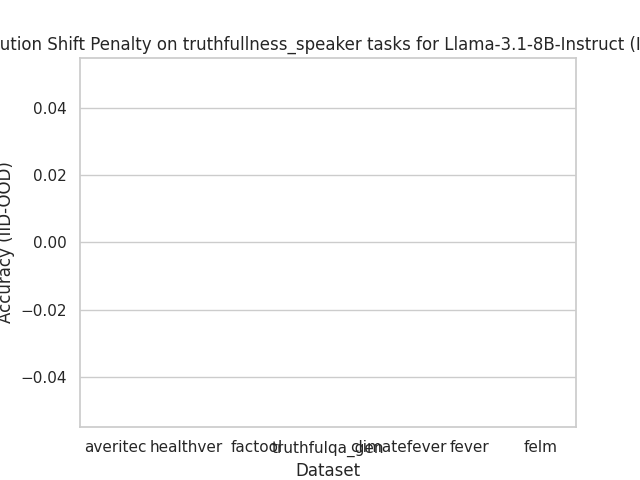 ution Shift Penalty on truthfullness_speaker tasks for Llama-3.1-8B-Instruct (I
Accuracy (IID-OOD)
0.04
0.02
0.00
−0.02
−0.04
averitec healthver factool truthfulqa_gen climatefever fever felm
Dataset